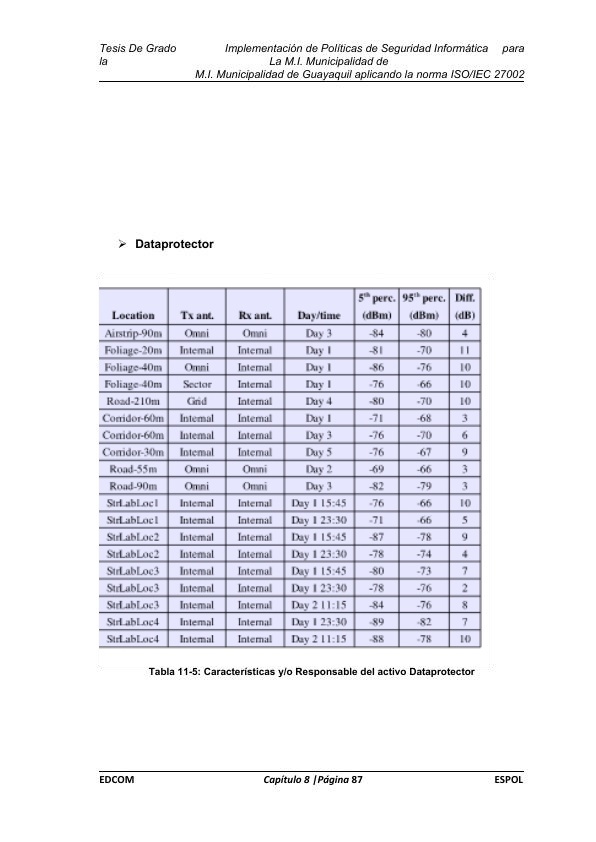 Tesis De Grado Implementación de Políticas de Seguridad Informática para
la La M.I. Municipalidad de
M.I. Municipalidad de Guayaquil aplicando la norma ISO/IEC 27002
➢ Dataprotector
5th perc. 95th perc. Diff.
Location Tx ant. Rx ant. Day/time (dBm) (dBm) (dB)
Airstrip-90m Omni Omni Day 3 -84 -80 4
Foliage-20m Internal Internal Day 1 -81 -70 11
Foliage-40m Omni Internal Day 1 -86 -76 10
Foliage-40m Sector Internal Day 1 -76 -66 10
Road-210m Grid Internal Day 4 -80 -70 10
Corridor-60m Internal Internal Day 1 -71 -68 3
Corridor-60m Internal Internal Day 3 -76 -70 6
Corridor-30m Internal Internal Day 5 -76 -67 9
Road-55m Omni Omni Day 2 -69 -66 3
Road-90m Omni Omni Day 3 -82 -79 3
StrLabLoc1 Internal Internal Day 1 15:45 -76 -66 10
StrLabLoc1 Internal Internal Day 1 23:30 -71 -66 5
StrLabLoc2 Internal Internal Day 1 15:45 -87 -78 9
StrLabLoc2 Internal Internal Day 1 23:30 -78 -74 4
StrLabLoc3 Internal Internal Day 1 15:45 -80 -73 7
StrLabLoc3 Internal Internal Day 1 23:30 -78 -76 2
StrLabLoc3 Internal Internal Day 2 11:15 -84 -76 8
StrLabLoc4 Internal Internal Day 1 23:30 -89 -82 7
StrLabLoc4 Internal Internal Day 2 11:15 -88 -78 10
Tabla 11-5: Características y/o Responsable del activo Dataprotector
EDCOM Capítulo 8 |Página 87 ESPOL